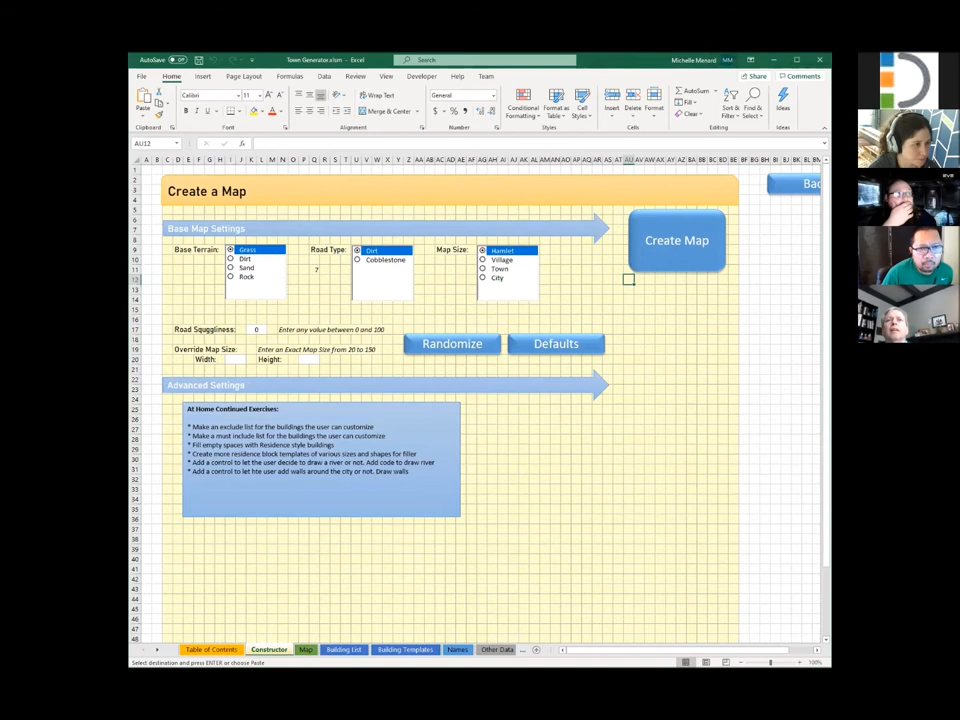 AutoSave Off Town Generator.xlsm - Excel Search Michelle Menard MM
File Home Insert Page Layout Formulas Data Review View Developer Help Team Share Comments
Paste Calibri 11 A A Wrap Text General Conditional Format as Cell Insert Delete Format AutoSum Sort & Find & Ideas
B I U A Merge & Center $ % Formatting Table Styles Fill Filter Select
Clear
Clipboard Font Alignment Number Styles Cells Editing Ideas
AU12 fx
Create a Map
Bac
Base Map Settings
Create Map
Base Terrain: Grass Dirt Sand Rock
Road Type: Dirt Cobblestone
7
Map Size: Hamlet Village Town City
Road Squggliness: 0 Enter any value between 0 and 100
Override Map Size: Enter an Exact Map Size from 20 to 150
Width: Height:
Randomize Defaults
Advanced Settings
At Home Continued Exercises:
* Make an exclude list for the buildings the user can customize
* Make a must include list for the buildings the user can customize
* Fill empty spaces with Residence style buildings
* Create more residence block templates of various sizes and shapes for filler
* Add a control to let the user decide to draw a river or not. Add code to draw river
* Add a control to let hte user add walls around the city or not. Draw walls
Table of Contents Constructor Map Building List Building Templates Names Other Data ...
Select destination and press ENTER or choose Paste 100%